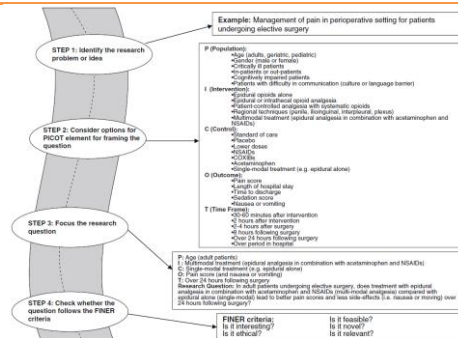 Example: Management of pain in perioperative setting for patients
undergoing elective surgery
STEP 1: Identify the research
problem or idea
P (Population):
•Age (adults, geriatric, pediatric)
•Gender (male or female)
•Critically ill patients
•In-patients or out-patients
•Cognitively impaired patients
•Patients with difficulty in communication (culture or language barrier)
I (Intervention):
•Epidural opioids alone
•Epidural or intrathecal opioid analgesia
•Patient-controlled analgesia with systematic opioids
•Regional techniques (penile, ilioinguinal, interpleural, plexus)
•Multimodal treatment (epidural analgesia in combination with acetaminophen and
NSAIDs)
C (Control):
•Standard of care
•Placebo
•Lower doses
•NSAIDs
•COXIBs
•Acetaminophen
•Single-modal treatment (e.g. epidural alone)
O (Outcome):
•Pain score
•Length of hospital stay
•Time to discharge
•Sedation score
•Nausea or vomiting
T (Time Frame):
•30-60 minutes after intervention
•2 hours after intervention
•2-4 hours after surgery
•8 hours following surgery
•Over 24 hours following surgery
•Over period in hospital
STEP 2: Consider options for
PICOT element for framing the
question
STEP 3: Focus the research
question
P: Age (adult patients)
I : Multimodal treatment (epidural analgesia in combination with acetaminophen and NSAIDs)
C: Single-modal treatment (e.g. epidural alone)
O: Pain score (and nausea or vomiting)
T: Over 24 hours following surgery
Research Question: In adult patients undergoing elective surgery, does treatment with epidural
analgesia in combination with acetaminophen and NSAIDs (multi-modal analgesia) compared with
epidural alone (single-modal) lead to better pain scores and less side-effects (i.e. nausea or moving) over
24 hours following surgery?
STEP 4: Check whether the
question follows the FINER
criteria
FINER criteria:
Is it interesting?
Is it ethical?
Is it feasible?
Is it novel?
Is it relevant?